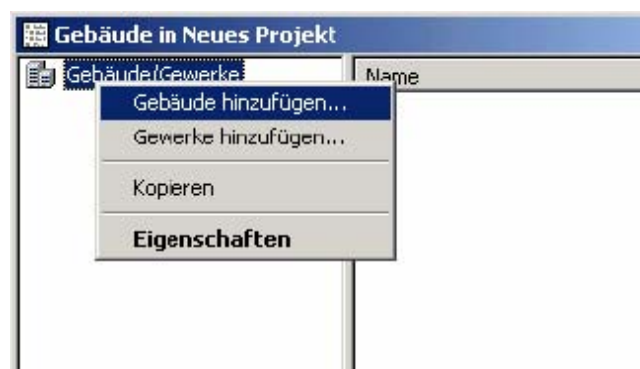 Gebäude in Neues Projekt
Gebäude/Gewerke
Name
Gebäude hinzufügen...
Gewerke hinzufügen...
Kopieren
Eigenschaften